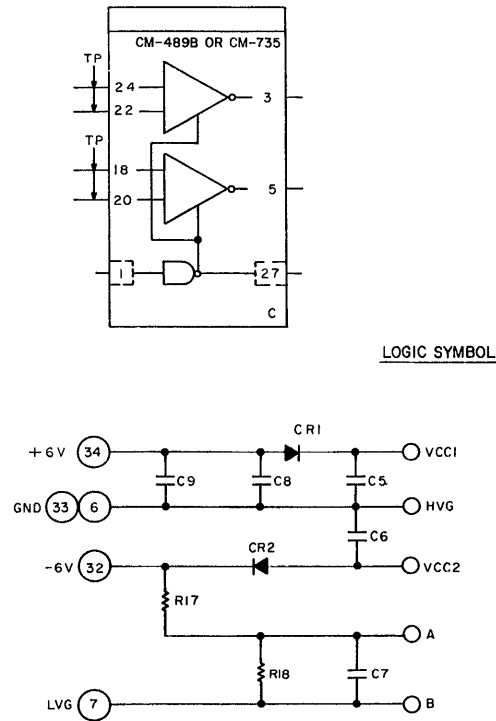 CM-489B OR CM-735
TP
24
3
22
TP
18
5
20
1
27
C
LOGIC SYMBOL
CR1
+6V 34 VCC1
C9 C8 C5
GND 33 6 HVG
C6
CR2
-6V 32 VCC2
R17
A
R18 C7
LVG 7 B